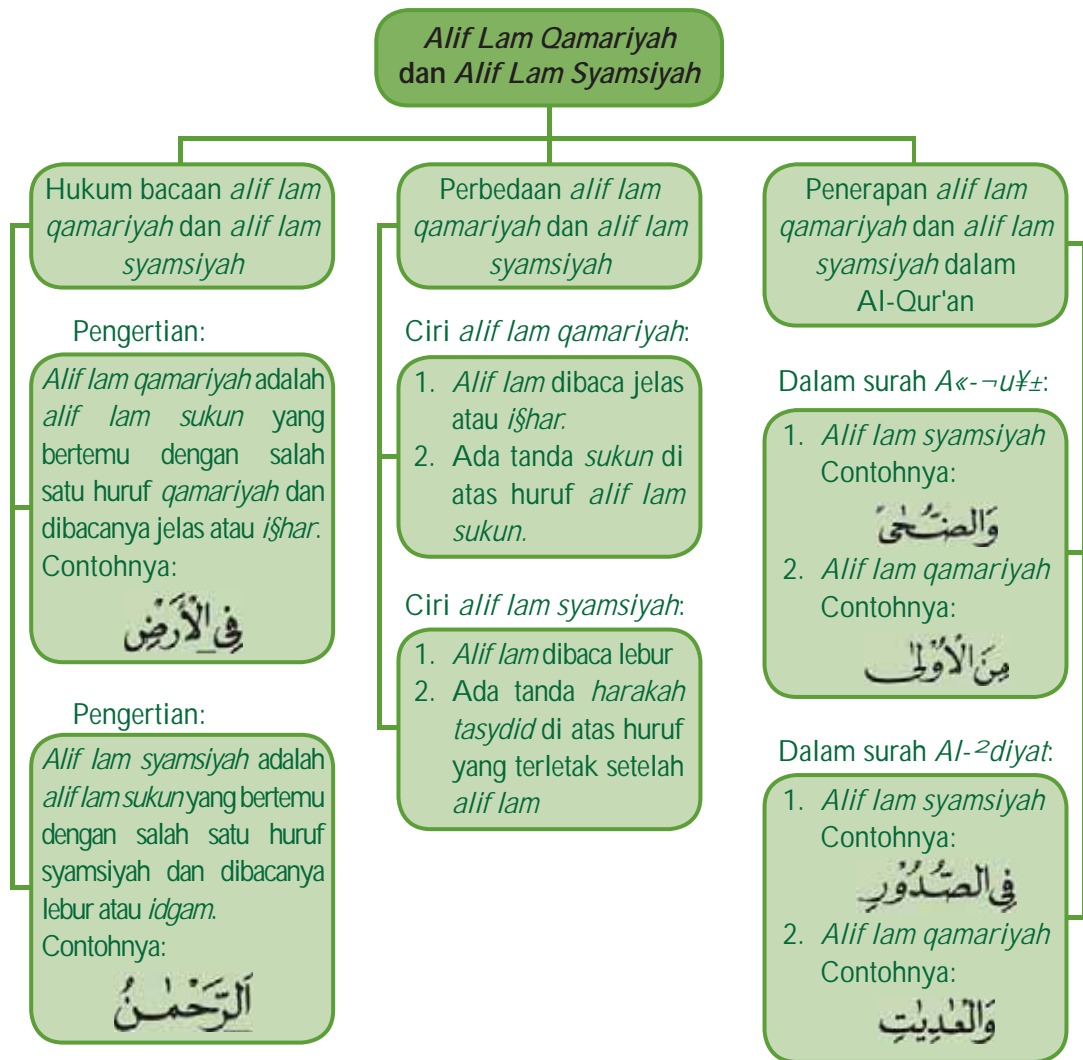 Alif Lam Qamariyah
dan Alif Lam Syamsiyah
Hukum bacaan alif lam
qamariyah dan alif lam
syamsiyah
Pengertian:
Alif lam qamariyah adalah
alif lam sukun yang
bertemu dengan salah
satu huruf qamariyah dan
dibacanya jelas atau i§har.
Contohnya:
فِى الْاَرْضِ
Pengertian:
Alif lam syamsiyah adalah
alif lam sukun yang bertemu
dengan salah satu huruf
syamsiyah dan dibacanya
lebur atau idgam.
Contohnya:
اَلرَّحْمٰنُ
Perbedaan alif lam
qamariyah dan alif lam
syamsiyah
Ciri alif lam qamariyah:
1. Alif lam dibaca jelas
atau i§har.
2. Ada tanda sukun di
atas huruf alif lam
sukun.
Ciri alif lam syamsiyah:
1. Alif lam dibaca lebur
2. Ada tanda harakah
tasydid di atas huruf
yang terletak setelah
alif lam
Penerapan alif lam
qamariyah dan alif lam
syamsiyah dalam
Al-Qur'an
Dalam surah A«-¬u¥±:
1. Alif lam syamsiyah
Contohnya:
وَالضُّحٰىۙ
2. Alif lam qamariyah
Contohnya:
مِنَ الْاُوْلٰى
Dalam surah Al-²diyat:
1. Alif lam syamsiyah
Contohnya:
فِى الصُّدُوْرِ
2. Alif lam qamariyah
Contohnya:
وَالْعٰدِيٰتِ